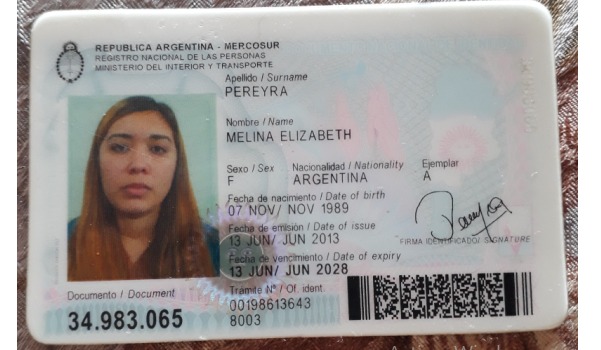 REPUBLICA ARGENTINA - MERCOSUR
REGISTRO NACIONAL DE LAS PERSONAS
MINISTERIO DEL INTERIOR Y TRANSPORTE
Apellido / Surname
PEREYRA
Nombre / Name
MELINA ELIZABETH
Sexo / Sex Nacionalidad / Nationality Ejemplar
F ARGENTINA A
Fecha de nacimiento / Date of birth
07 NOV/ NOV 1989
Fecha de emisión / Date of issue
13 JUN/ JUN 2013
FIRMA IDENTIFICADO/ SIGNATURE
Fecha de vencimiento / Date of expiry
13 JUN/ JUN 2028
Documento / Document
34.983.065
Trámite N° / Of. ident.
00198613643
8003